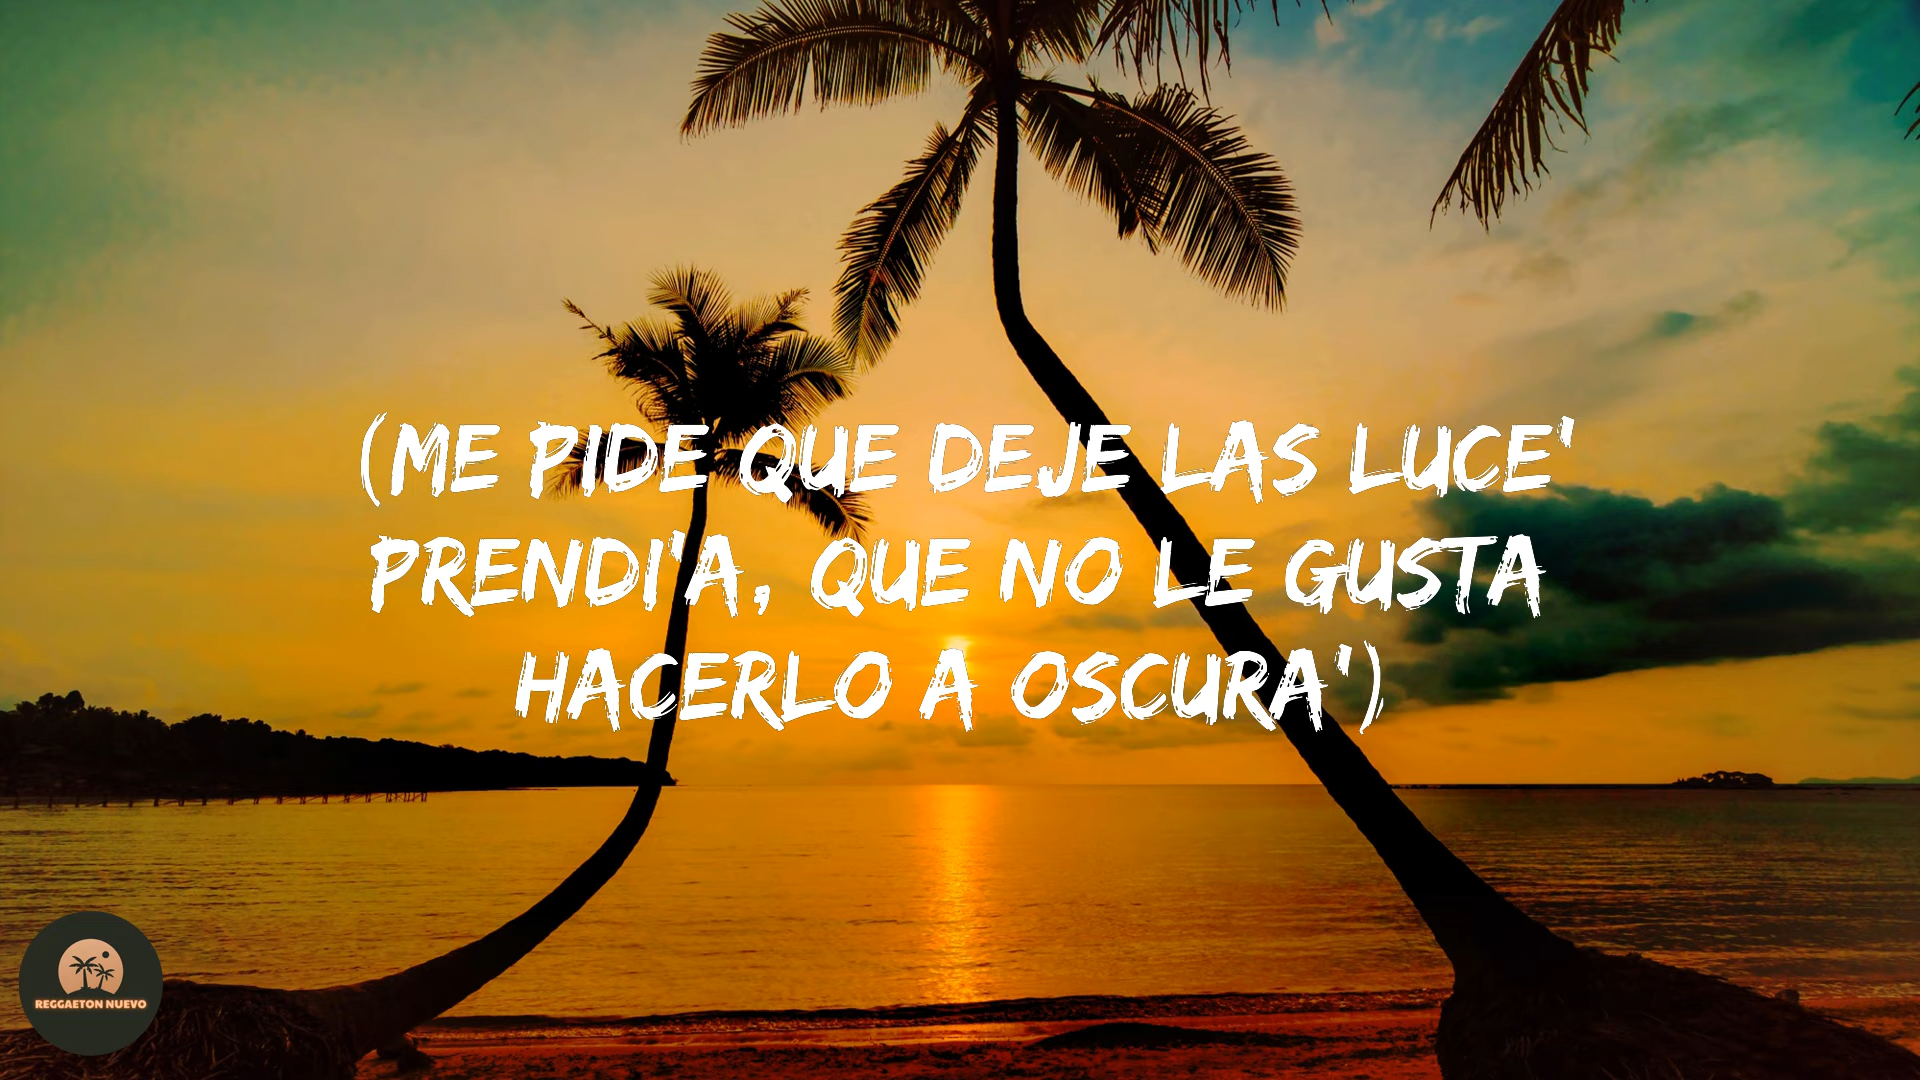 (ME PIDE QUE DEJE LAS LUCE'
PRENDI'A, QUE NO LE GUSTA
HACERLO A OSCURA')
REGGAETON NUEVO